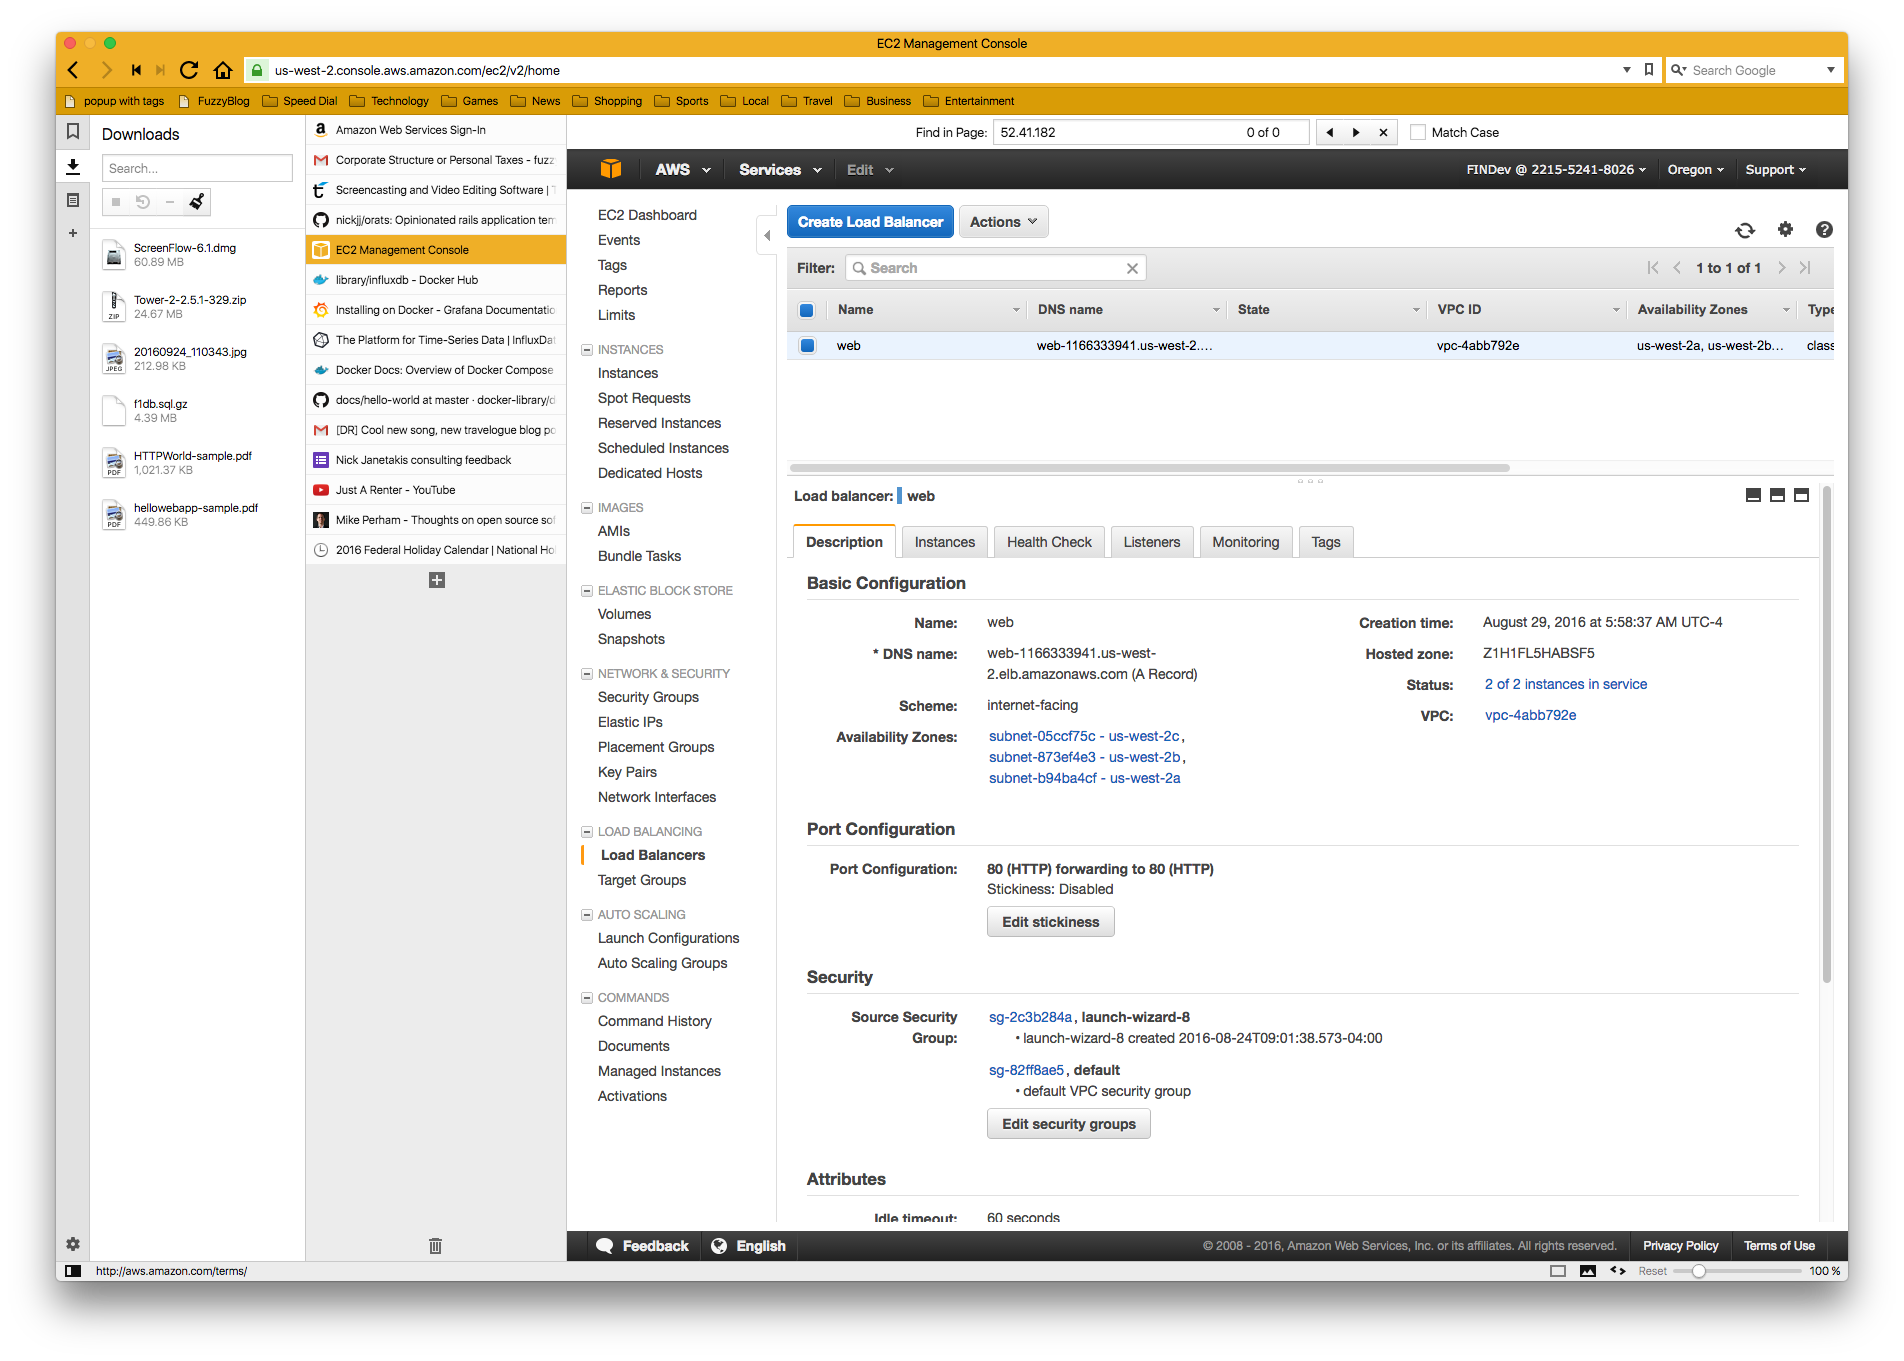 EC2 Management Console
us-west-2.console.aws.amazon.com/ec2/v2/home
Search Google
popup with tags
FuzzyBlog
Speed Dial
Technology
Games
News
Shopping
Sports
Local
Travel
Business
Entertainment
Downloads
Search...
ScreenFlow-6.1.dmg
60.89 MB
ZIP
Tower-2-2.5.1-329.zip
24.67 MB
JPEG
20160924_110343.jpg
212.98 KB
f1db.sql.gz
4.39 MB
PDF
HTTPWorld-sample.pdf
1,021.37 KB
PDF
hellowebapp-sample.pdf
449.86 KB
Amazon Web Services Sign-In
Corporate Structure or Personal Taxes - fuzz
Screencasting and Video Editing Software |
nickjj/orats: Opinionated rails application tem
EC2 Management Console
library/influxdb - Docker Hub
Installing on Docker - Grafana Documentatio
The Platform for Time-Series Data | InfluxDat
Docker Docs: Overview of Docker Compose
docs/hello-world at master · docker-library/d
[DR] Cool new song, new travelogue blog po
Nick Janetakis consulting feedback
Just A Renter - YouTube
Mike Perham - Thoughts on open source sof
2016 Federal Holiday Calendar | National Ho
Find in Page:
52.41.182
0 of 0
Match Case
AWS
Services
Edit
FINDev @ 2215-5241-8026
Oregon
Support
EC2 Dashboard
Events
Tags
Reports
Limits
INSTANCES
Instances
Spot Requests
Reserved Instances
Scheduled Instances
Dedicated Hosts
IMAGES
AMIs
Bundle Tasks
ELASTIC BLOCK STORE
Volumes
Snapshots
NETWORK & SECURITY
Security Groups
Elastic IPs
Placement Groups
Key Pairs
Network Interfaces
LOAD BALANCING
Load Balancers
Target Groups
AUTO SCALING
Launch Configurations
Auto Scaling Groups
COMMANDS
Command History
Documents
Managed Instances
Activations
Create Load Balancer
Actions
Filter:
Search
1 to 1 of 1
Name
DNS name
State
VPC ID
Availability Zones
Type
web
web-1166333941.us-west-2....
vpc-4abb792e
us-west-2a, us-west-2b...
class
Load balancer: web
Description
Instances
Health Check
Listeners
Monitoring
Tags
Basic Configuration
Name: web
* DNS name: web-1166333941.us-west-
2.elb.amazonaws.com (A Record)
Scheme: internet-facing
Availability Zones: subnet-05ccf75c - us-west-2c,
subnet-873ef4e3 - us-west-2b,
subnet-b94ba4cf - us-west-2a
Creation time: August 29, 2016 at 5:58:37 AM UTC-4
Hosted zone: Z1H1FL5HABSF5
Status: 2 of 2 instances in service
VPC: vpc-4abb792e
Port Configuration
Port Configuration: 80 (HTTP) forwarding to 80 (HTTP)
Stickiness: Disabled
Edit stickiness
Security
Source Security Group: sg-2c3b284a, launch-wizard-8
• launch-wizard-8 created 2016-08-24T09:01:38.573-04:00
sg-82ff8ae5, default
• default VPC security group
Edit security groups
Attributes
Idle timeout: 60 seconds
Feedback
English
© 2008 - 2016, Amazon Web Services, Inc. or its affiliates. All rights reserved.
Privacy Policy
Terms of Use
http://aws.amazon.com/terms/
Reset
100 %